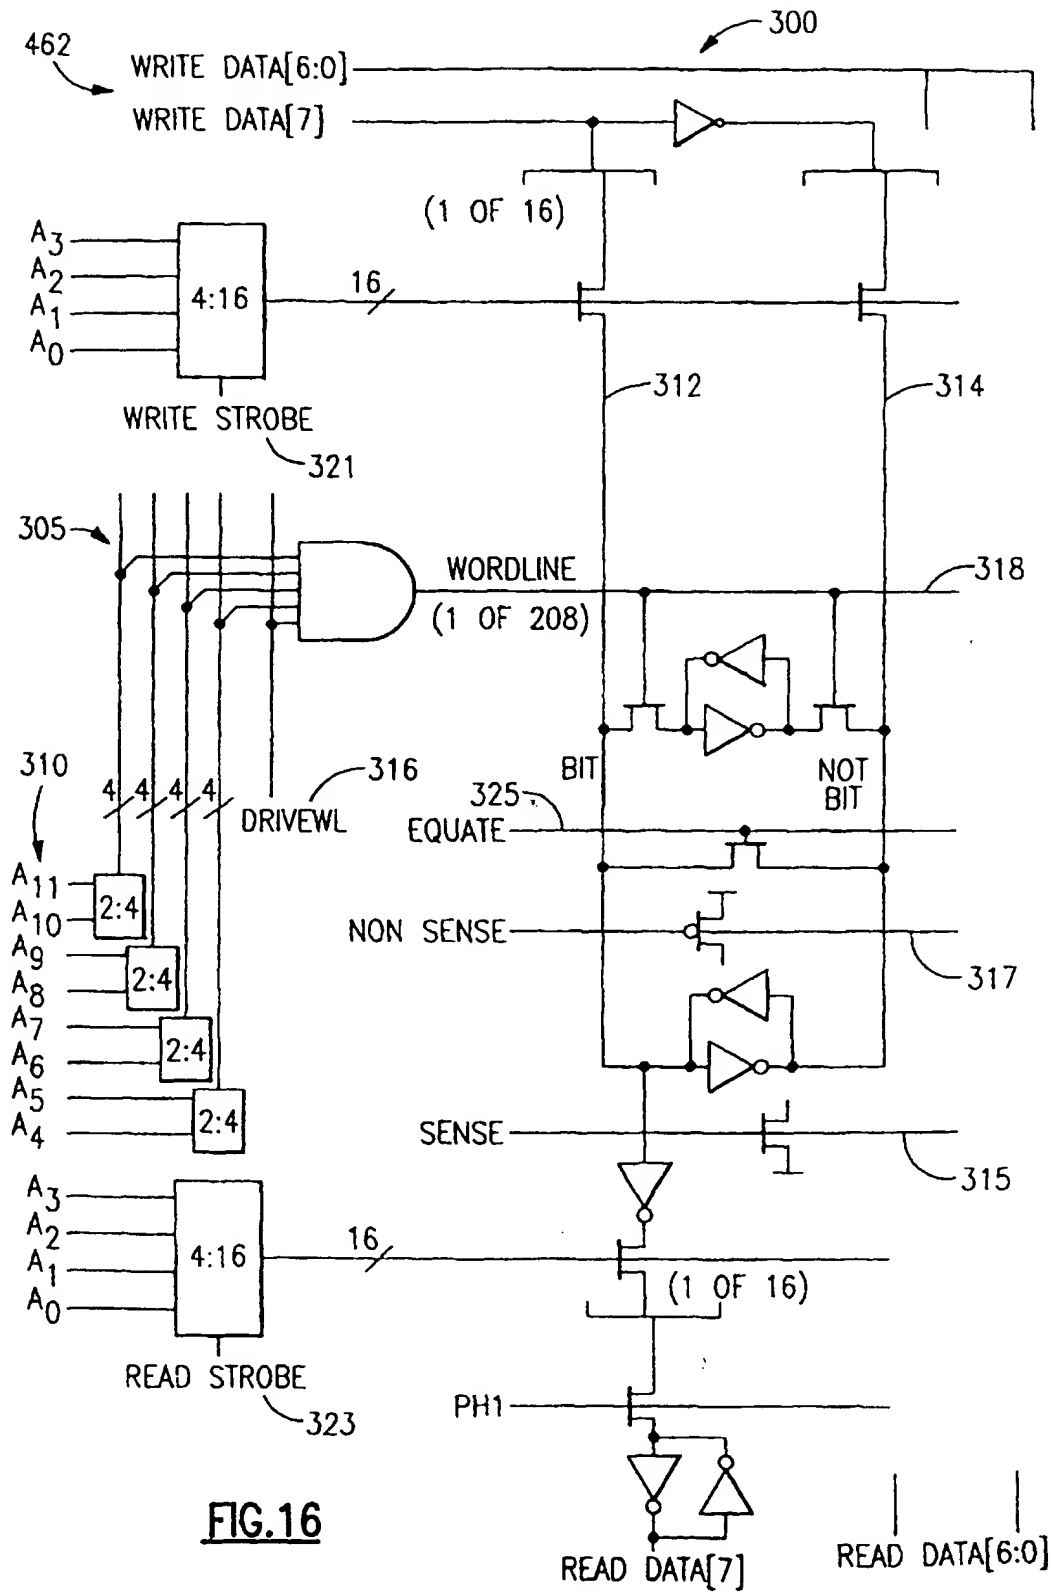 300
462
WRITE DATA[6:0]
WRITE DATA[7]
(1 OF 16)
A3
A2
A1
A0
4:16
16
WRITE STROBE
321
312
314
305
WORDLINE
(1 OF 208)
318
310
4 4 4 4
316
DRIVEWL
BIT
NOT
BIT
325
EQUATE
A11
A10
2:4
A9
A8
2:4
A7
A6
2:4
A5
A4
2:4
NON SENSE
317
SENSE
315
A3
A2
A1
A0
4:16
16
(1 OF 16)
READ STROBE
323
PH1
FIG.16
READ DATA[7]
READ DATA[6:0]